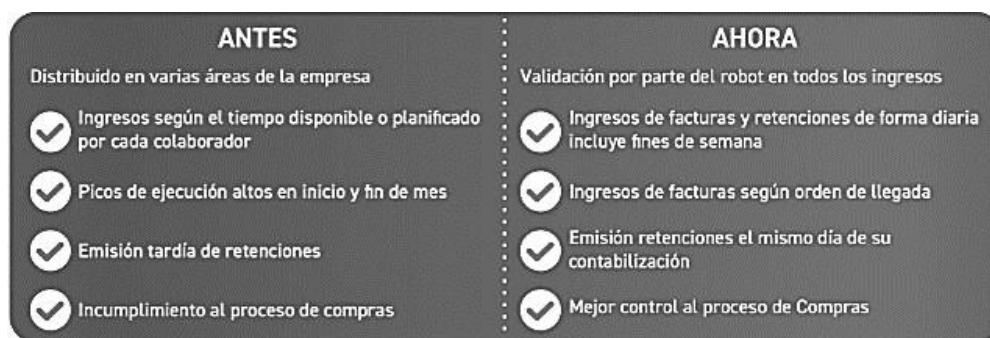 ANTES
Distribuido en varias áreas de la empresa
Ingresos según el tiempo disponible o planificado
por cada colaborador
Picos de ejecución altos en inicio y fin de mes
Emisión tardía de retenciones
Incumplimiento al proceso de compras
AHORA
Validación por parte del robot en todos los ingresos
Ingresos de facturas y retenciones de forma diaria
incluye fines de semana
Ingresos de facturas según orden de llegada
Emisión retenciones el mismo día de su
contabilización
Mejor control al proceso de Compras